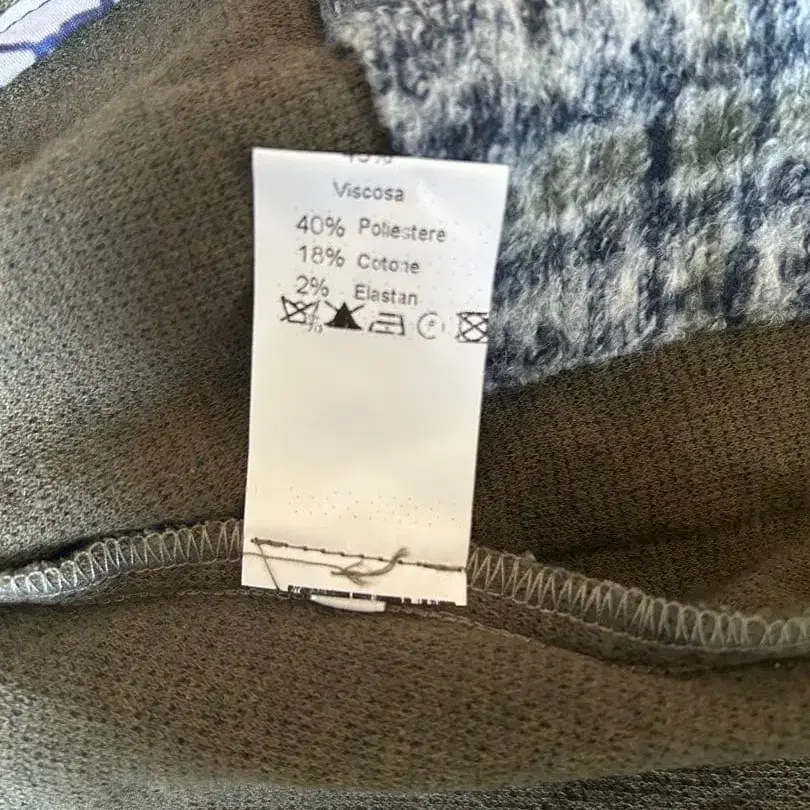 Viscosa
40% Poliestere
18% Cotone
2% Elastan